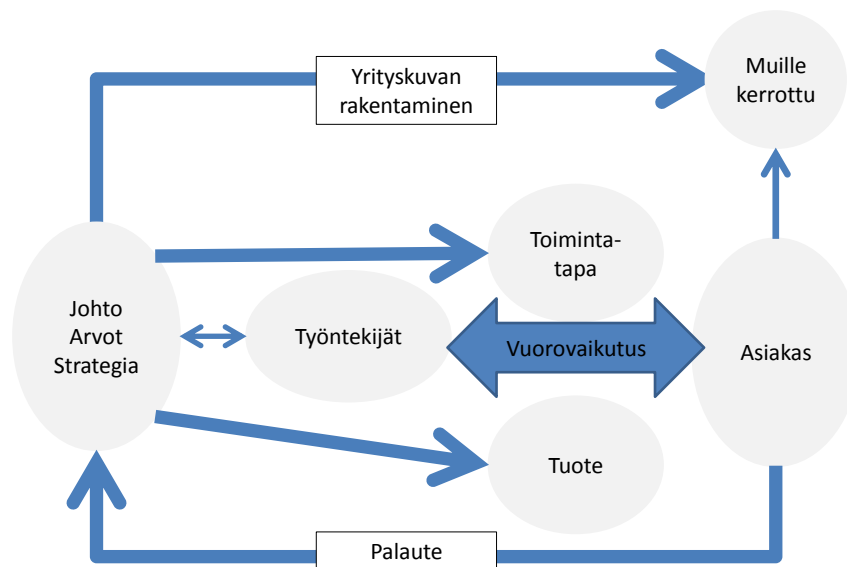 Yrityskuvan
rakentaminen
Muille
kerrottu
Toiminta-
tapa
Johto
Arvot
Strategia
Työntekijät
Vuorovaikutus
Asiakas
Tuote
Palaute